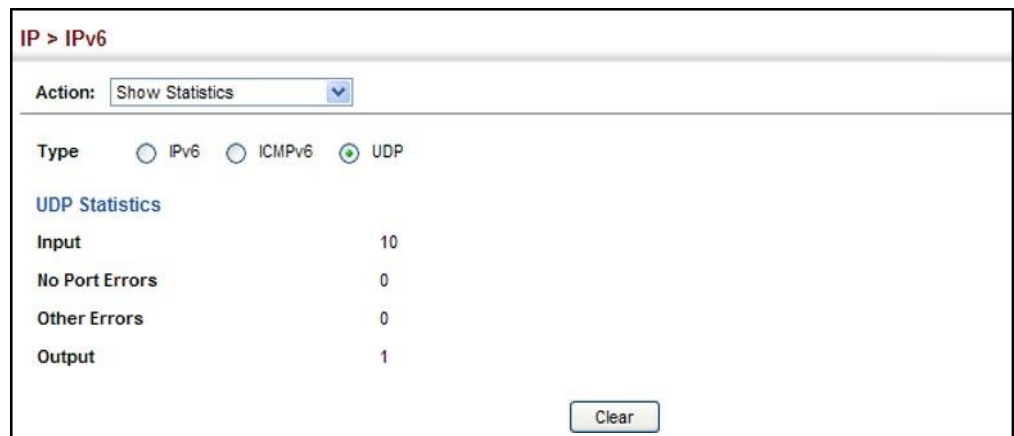 IP > IPv6
Action: Show Statistics
Type IPv6 ICMPv6 UDP
UDP Statistics
Input 10
No Port Errors 0
Other Errors 0
Output 1
Clear